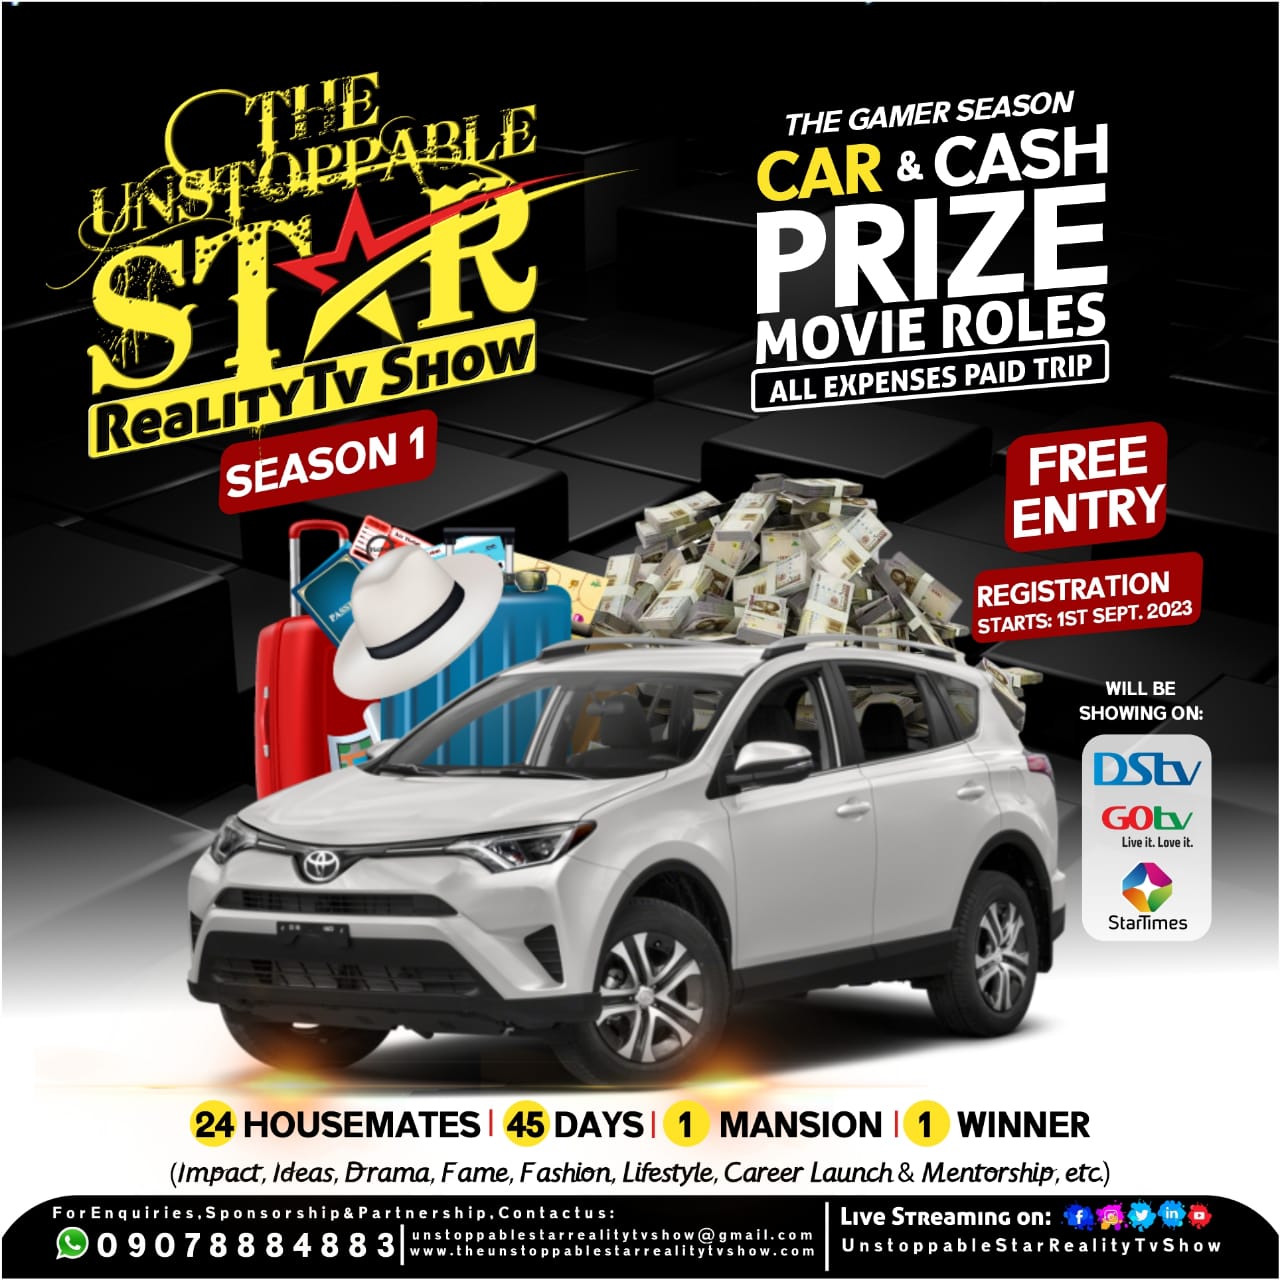 THE
UNSTOPPABLE
STAR
RealityTv Show
SEASON 1
THE GAMER SEASON
CAR & CASH
PRIZE
MOVIE ROLES
ALL EXPENSES PAID TRIP
FREE
ENTRY
REGISTRATION
STARTS: 1ST SEPT. 2023
WILL BE
SHOWING ON:
DStv
GOtv
Live it. Love it.
StarTimes
24 HOUSEMATES | 45 DAYS | 1 MANSION | 1 WINNER
(Impact, Ideas, Drama, Fame, Fashion, Lifestyle, Career Launch & Mentorship, etc.)
For Enquiries, Sponsorship & Partnership, Contact us:
09078884883
unstoppablestarrealitytvshow@gmail.com
www.theunstoppablestarrealitytvshow.com
Live Streaming on:
UnstoppableStarRealityTvShow